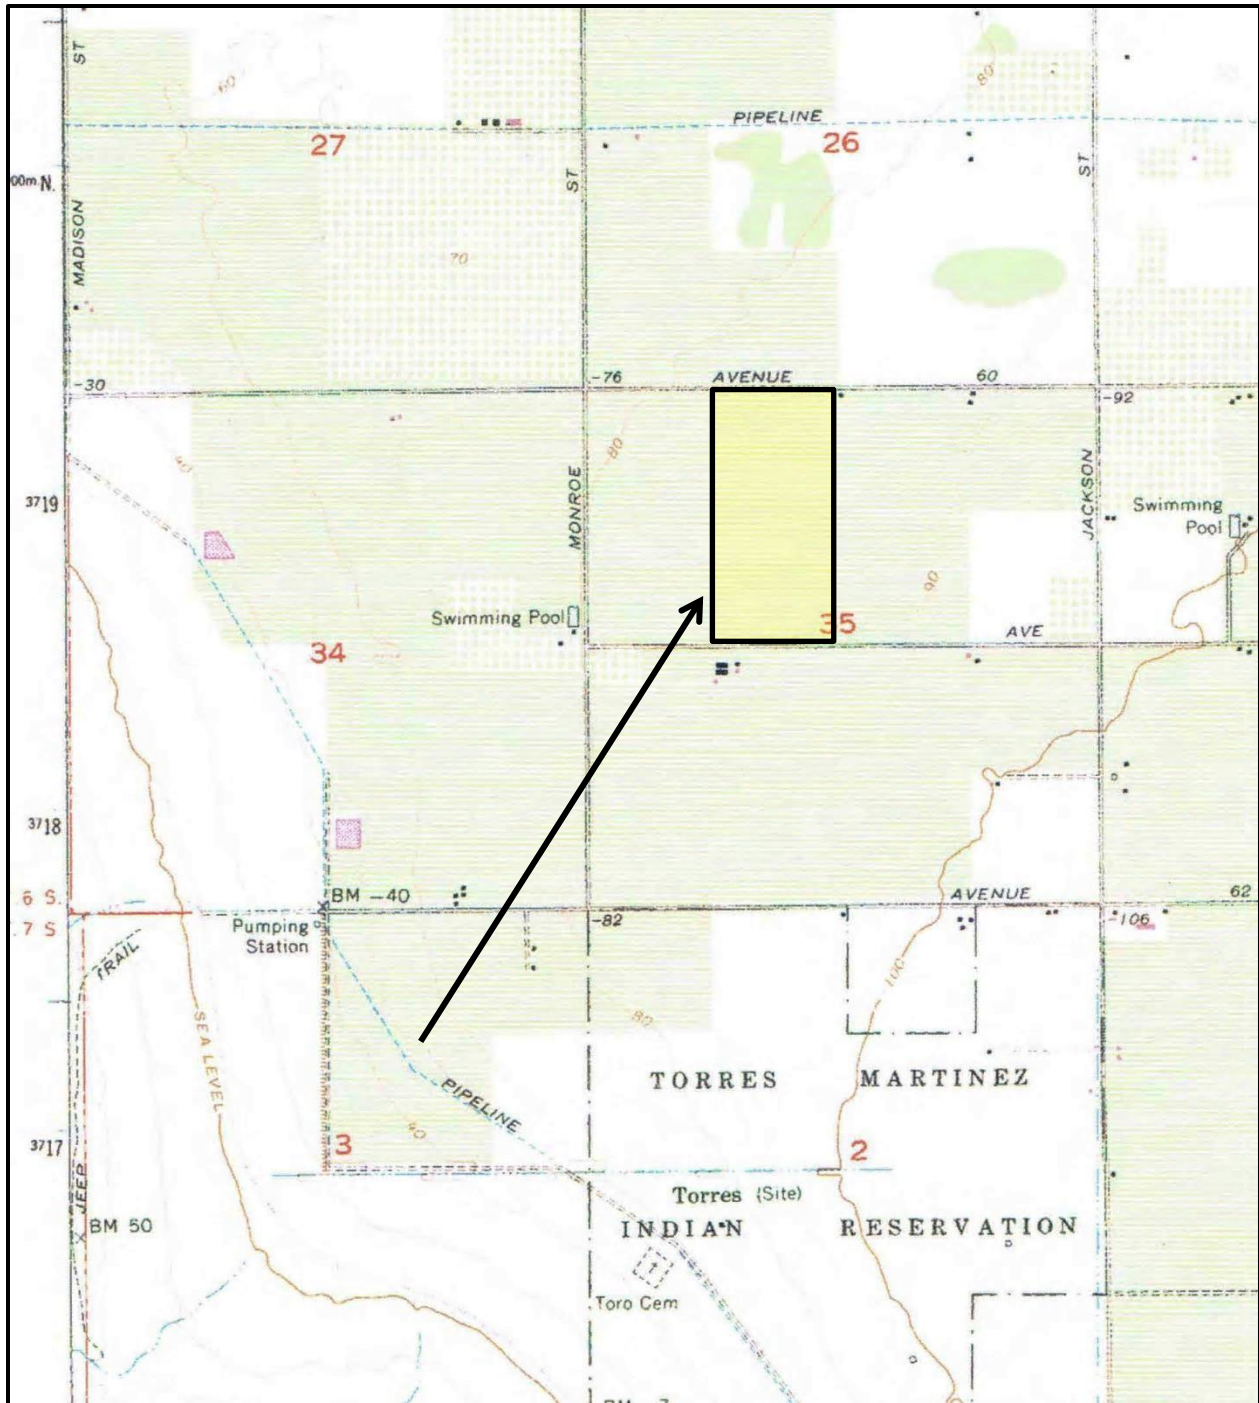 ST
60
80
PIPELINE
27
26
00m N.
ST
ST
MADISON
70
-30
-76
AVENUE
60
-92
80
40
MONROE
JACKSON
3719
Swimming
Pool
90
Swimming Pool
35
34
AVE
3718
6 S.
BM -40
AVENUE
62
7 S
Pumping
Station
-82
-106
TRAIL
100
SEA LEVEL
80
TORRES MARTINEZ
PIPELINE
40
3717
3
2
JEEP
Torres (Site)
BM 50
INDIAN RESERVATION
Toro Cem